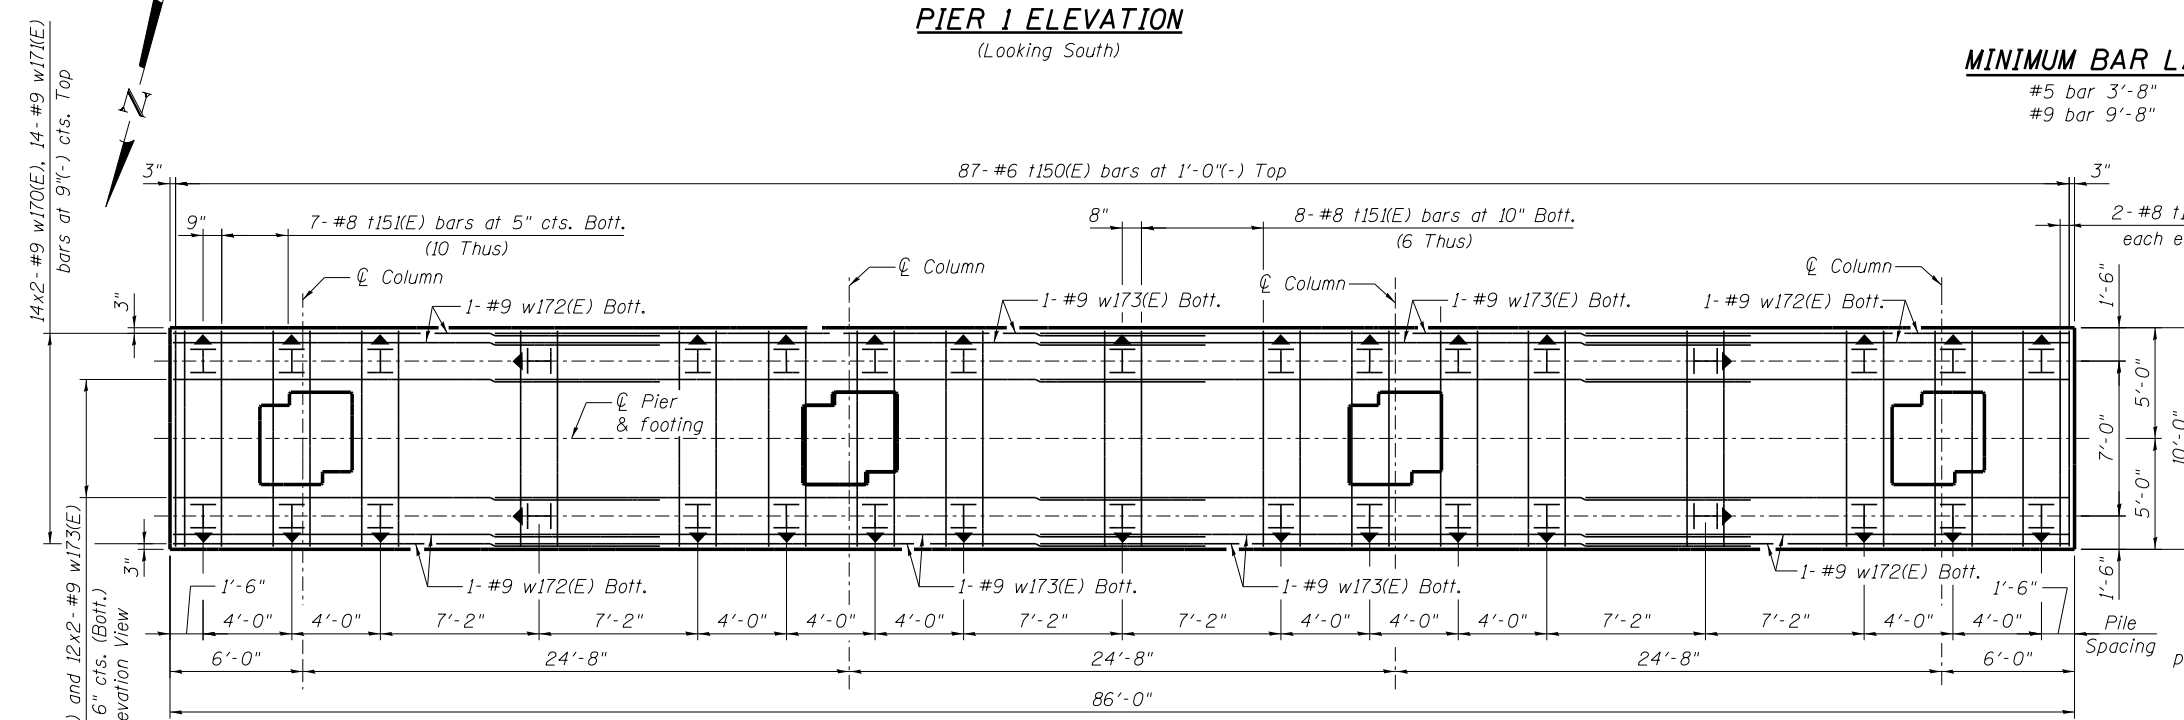 PIER 1 ELEVATION
(Looking South)
MINIMUM BAR L
#5 bar 3'-8"
#9 bar 9'-8"
14x2-#9 w170(E), 14-#9 w171(E)
bars at 9"(-) cts. Top
N
3"
87-#6 t150(E) bars at 1'-0"(-) Top
3"
9"
7-#8 t151(E) bars at 5" cts. Bott.
(10 Thus)
8"
8-#8 t151(E) bars at 10" Bott.
(6 Thus)
2-#8
each
℄ Column
℄ Column
℄ Column
℄ Column
3"
1-#9 w172(E) Bott.
1-#9 w173(E) Bott.
1-#9 w173(E) Bott.
1-#9 w172(E) Bott.
1'-6"
℄ Pier
& footing
5'-0"
7'-0"
10'-0"
5'-0"
1'-6"
) and 12x2-#9 w173(E)
6" cts. (Bott.)
View
3"
1'-6"
1-#9 w172(E) Bott.
1-#9 w173(E) Bott.
1-#9 w173(E) Bott.
1-#9 w172(E) Bott.
1'-6"
4'-0" 4'-0" 7'-2" 7'-2" 4'-0" 4'-0" 4'-0" 7'-2" 7'-2" 4'-0" 4'-0" 4'-0" 7'-2" 7'-2" 4'-0" 4'-0"
Pile
Spacing
6'-0" 24'-8" 24'-8" 24'-8" 6'-0"
86'-0"